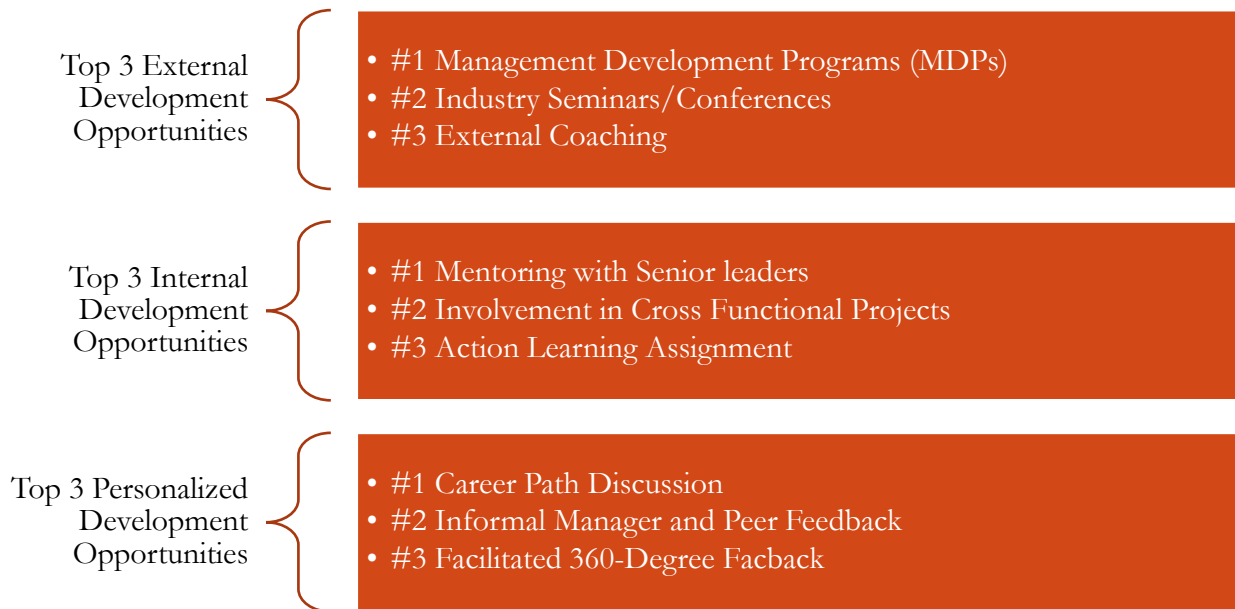 Top 3 External
Development
Opportunities
• #1 Management Development Programs (MDPs)
• #2 Industry Seminars/Conferences
• #3 External Coaching
Top 3 Internal
Development
Opportunities
• #1 Mentoring with Senior leaders
• #2 Involvement in Cross Functional Projects
• #3 Action Learning Assignment
Top 3 Personalized
Development
Opportunities
• #1 Career Path Discussion
• #2 Informal Manager and Peer Feedback
• #3 Facilitated 360-Degree Facback